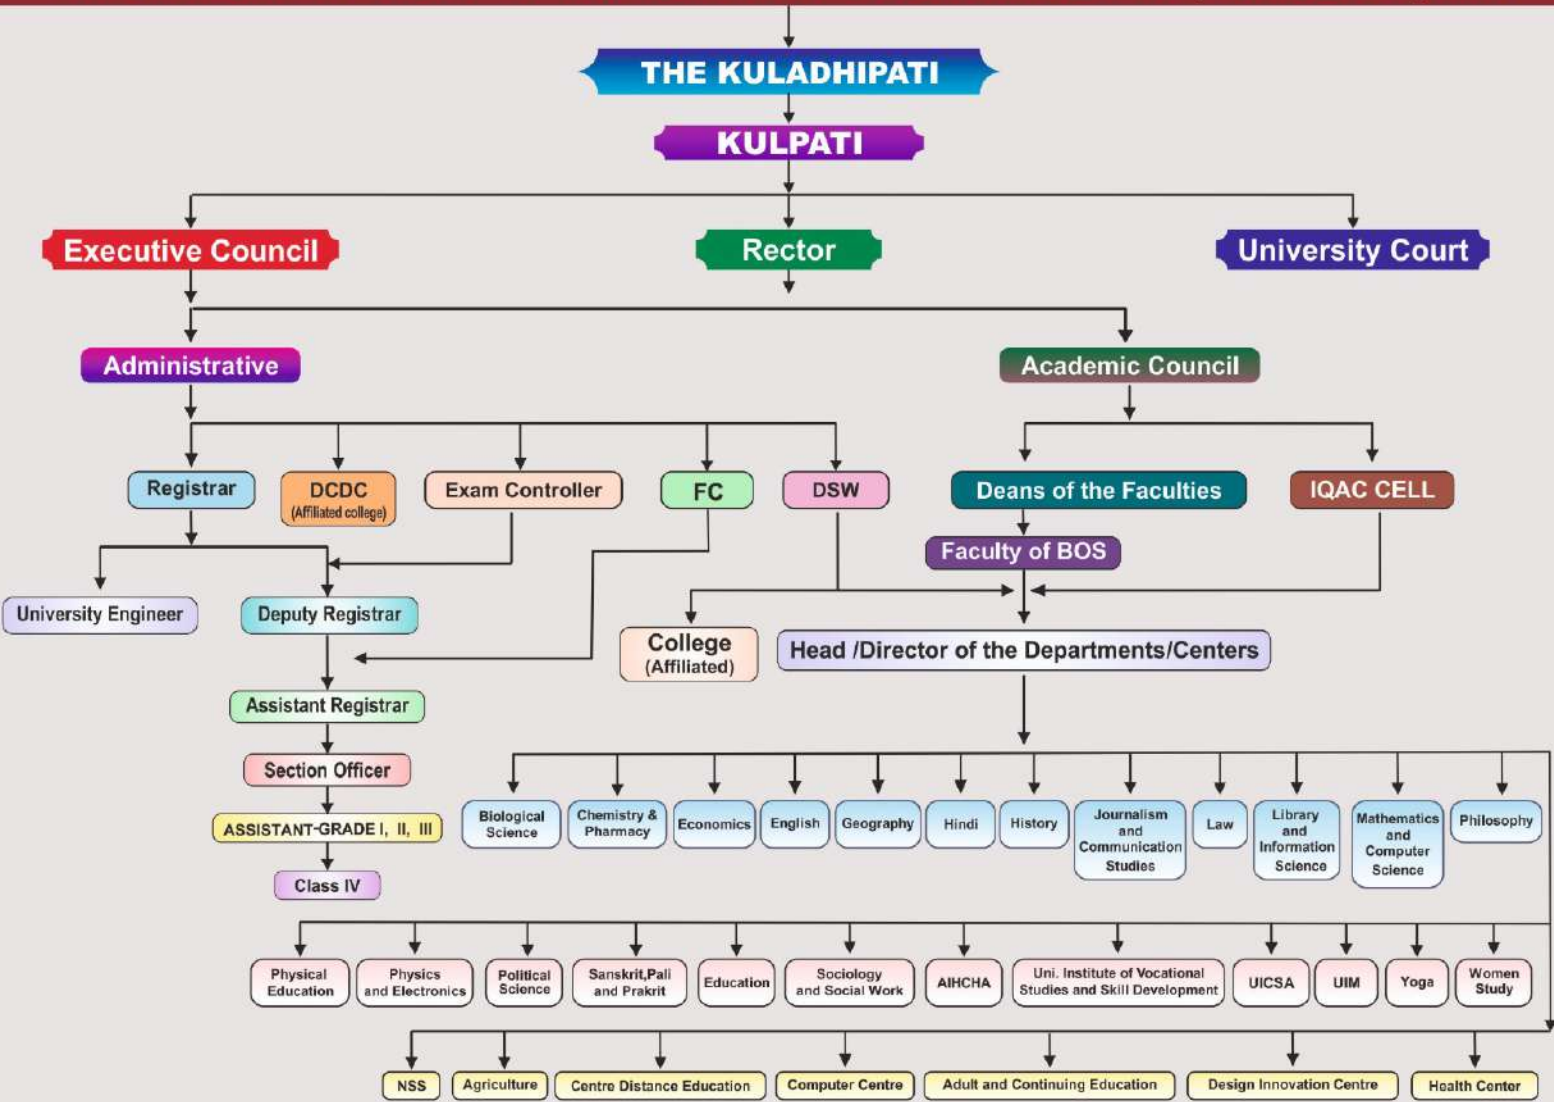 THE KULADHIPATI
KULPATI
Executive Council
Rector
University Court
Administrative
Academic Council
Registrar
DCDC
(Affiliated college)
Exam Controller
FC
DSW
Deans of the Faculties
IQAC CELL
Faculty of BOS
University Engineer
Deputy Registrar
College
(Affiliated)
Head /Director of the Departments/Centers
Assistant Registrar
Section Officer
ASSISTANT-GRADE I, II, III
Class IV
Biological
Science
Chemistry &
Pharmacy
Economics
English
Geography
Hindi
History
Journalism
and
Communication
Studies
Law
Library
and
Information
Science
Mathematics
and
Computer
Science
Philosophy
Physical
Education
Physics
and Electronics
Political
Science
Sanskrit,Pali
and Prakrit
Education
Sociology
and Social Work
AIHCHA
Uni. Institute of Vocational
Studies and Skill Development
UICSA
UIM
Yoga
Women
Study
NSS
Agriculture
Centre Distance Education
Computer Centre
Adult and Continuing Education
Design Innovation Centre
Health Center